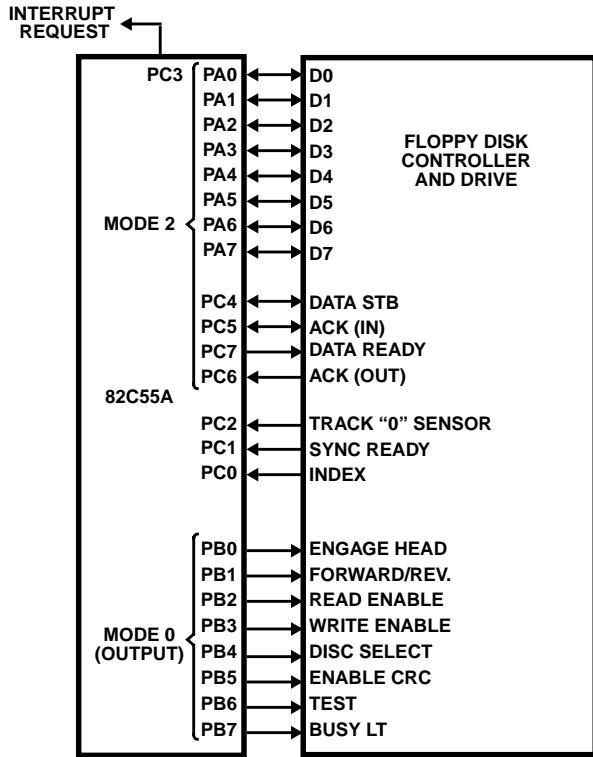 INTERRUPT
REQUEST
PC3 PA0 D0
PA1 D1
PA2 D2
PA3 D3
PA4 D4
PA5 D5
MODE 2 PA6 D6
PA7 D7
FLOPPY DISK
CONTROLLER
AND DRIVE
PC4 DATA STB
PC5 ACK (IN)
PC7 DATA READY
PC6 ACK (OUT)
82C55A
PC2 TRACK “0” SENSOR
PC1 SYNC READY
PC0 INDEX
PB0 ENGAGE HEAD
PB1 FORWARD/REV.
PB2 READ ENABLE
PB3 WRITE ENABLE
MODE 0
(OUTPUT)
PB4 DISC SELECT
PB5 ENABLE CRC
PB6 TEST
PB7 BUSY LT